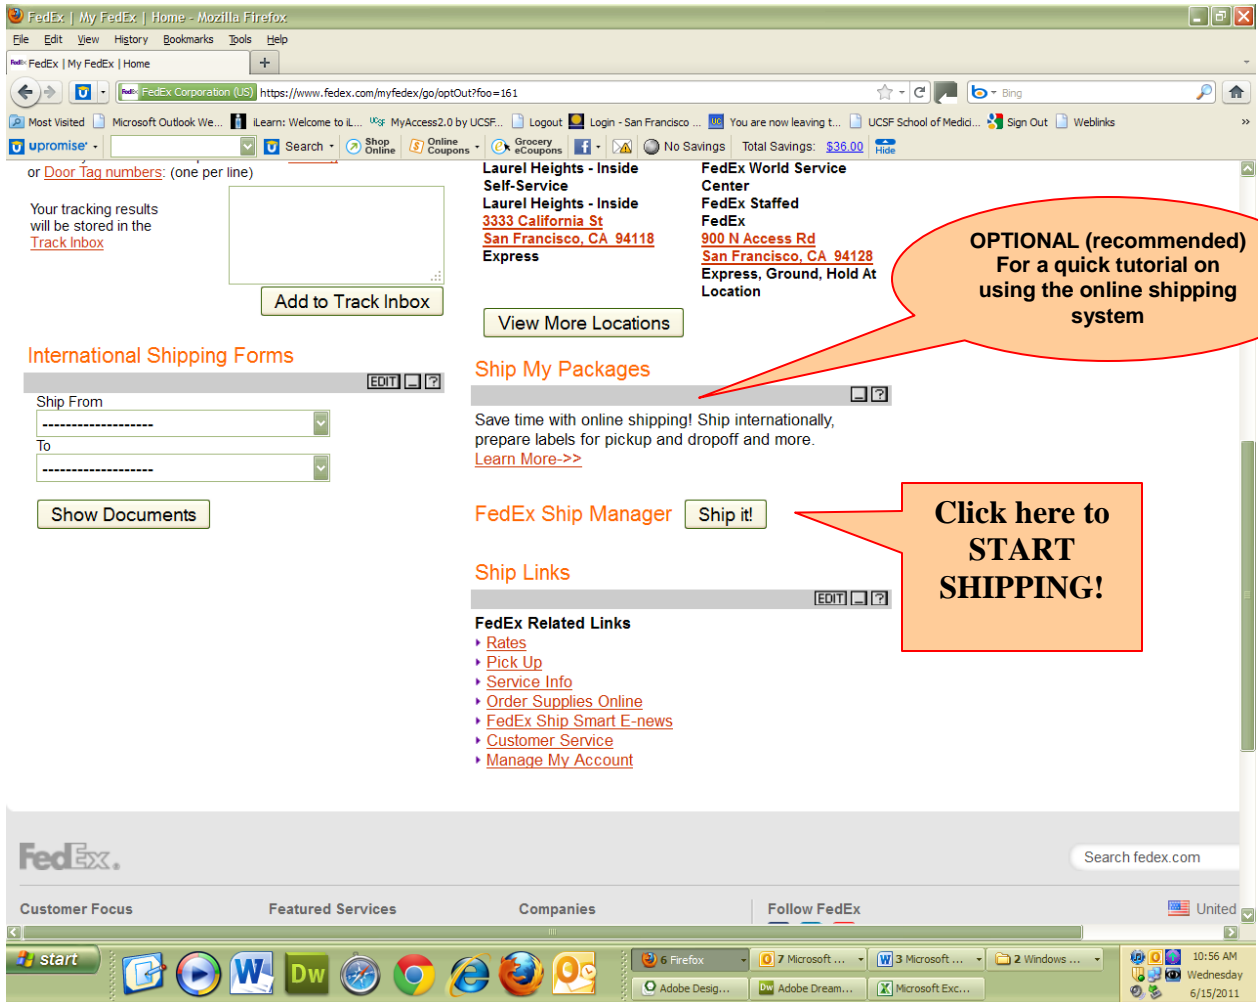 FedEx | My FedEx | Home - Mozilla Firefox
File Edit View History Bookmarks Tools Help
FedEx FedEx | My FedEx | Home +
FedEx FedEx Corporation (US) https://www.fedex.com/myfedex/go/optOut?foo=161 Bing
Most Visited Microsoft Outlook We... iLearn: Welcome to iL... MyAccess2.0 by UCSF... Logout Login - San Francisco ... You are now leaving t... UCSF School of Medici... Sign Out Weblinks »
upromise Search Shop Online Online Coupons Grocery eCoupons No Savings Total Savings: $36.00 Hide
or Door Tag numbers: (one per line)
Your tracking results
will be stored in the
Track Inbox
Add to Track Inbox
Laurel Heights - Inside
Self-Service
Laurel Heights - Inside
3333 California St
San Francisco, CA 94118
Express
FedEx World Service
Center
FedEx Staffed
FedEx
900 N Access Rd
San Francisco, CA 94128
Express, Ground, Hold At
Location
View More Locations
OPTIONAL (recommended)
For a quick tutorial on
using the online shipping
system
International Shipping Forms
EDIT ?
Ship From
-------------------
To
-------------------
Show Documents
Ship My Packages
?
Save time with online shipping! Ship internationally,
prepare labels for pickup and dropoff and more.
Learn More->>
FedEx Ship Manager Ship it!
Click here to
START
SHIPPING!
Ship Links
EDIT ?
FedEx Related Links
Rates
Pick Up
Service Info
Order Supplies Online
FedEx Ship Smart E-news
Customer Service
Manage My Account
FedEx.
Search fedex.com
Customer Focus Featured Services Companies Follow FedEx United
start
Dw
6 Firefox 7 Microsoft ... 3 Microsoft ... 2 Windows ...
Adobe Desig... Adobe Dream... Microsoft Exc...
10:56 AM
Wednesday
6/15/2011